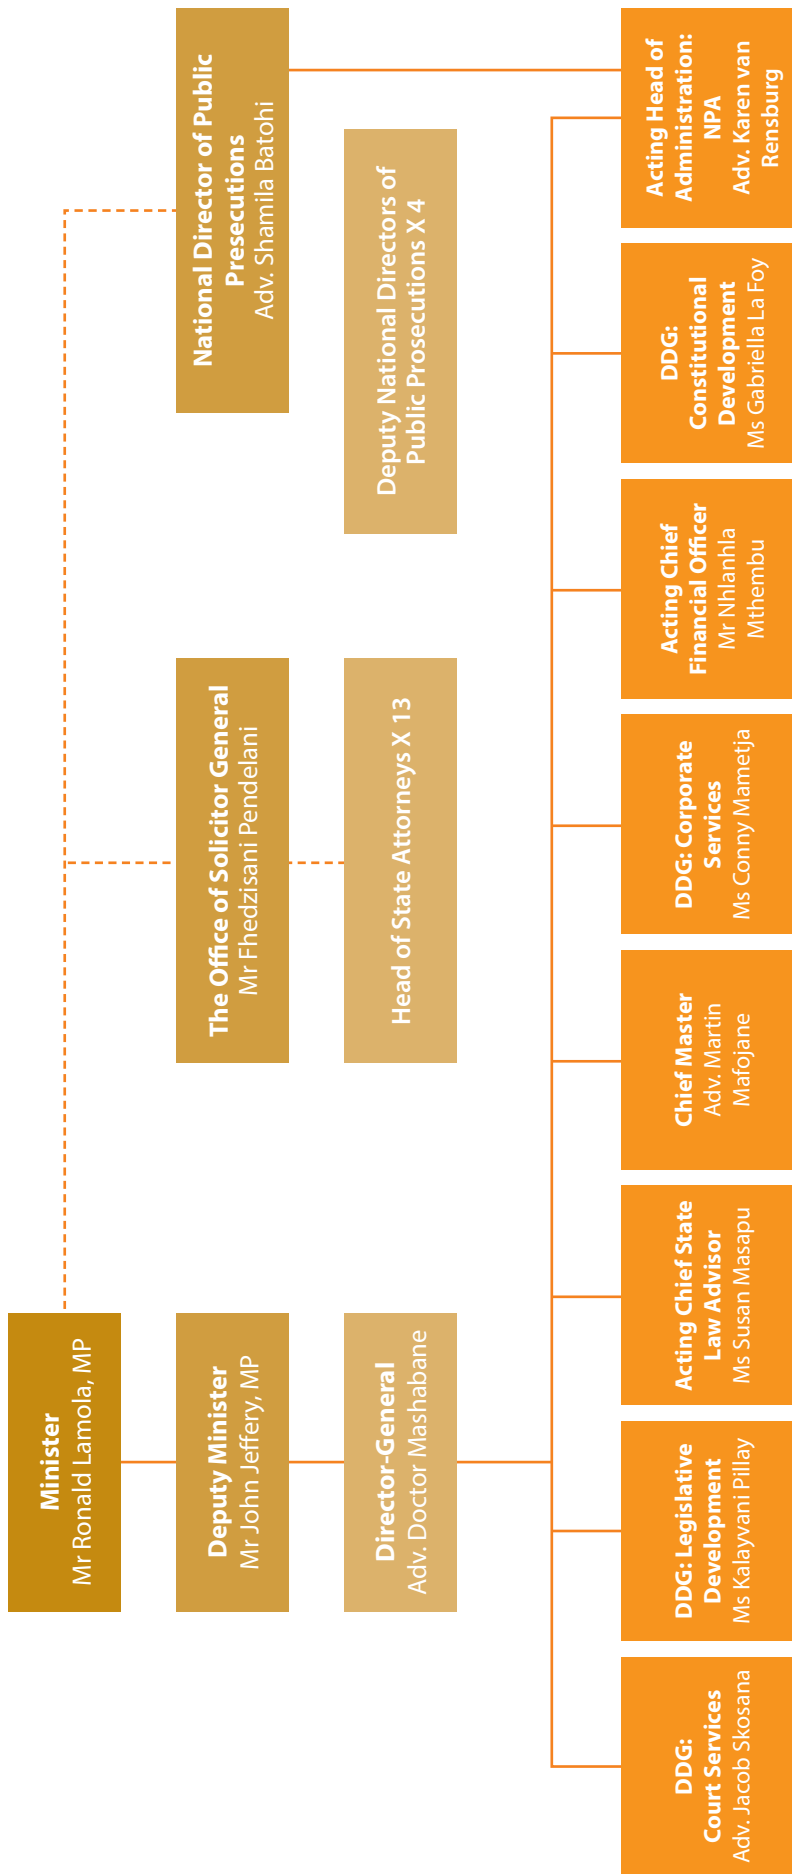 Minister
Mr Ronald Lamola, MP
Deputy Minister
Mr John Jeffery, MP
The Office of Solicitor General
Mr Fhedzisani Pendelani
National Director of Public
Presecutions
Adv. Shamila Batohi
Director-General
Adv. Doctor Mashabane
Head of State Attorneys X 13
Deputy National Directors of
Public Prosecutions X 4
DDG:
Court Services
Adv. Jacob Skosana
DDG: Legislative
Development
Ms Kalayvani Pillay
Acting Chief State
Law Advisor
Ms Susan Masapu
Chief Master
Adv. Martin
Mafojane
DDG: Corporate
Services
Ms Conny Mametja
Acting Chief
Financial Officer
Mr Nhlanhla
Mthembu
DDG:
Constitutional
Development
Ms Gabriella La Foy
Acting Head of
Administration:
NPA
Adv. Karen van
Rensburg